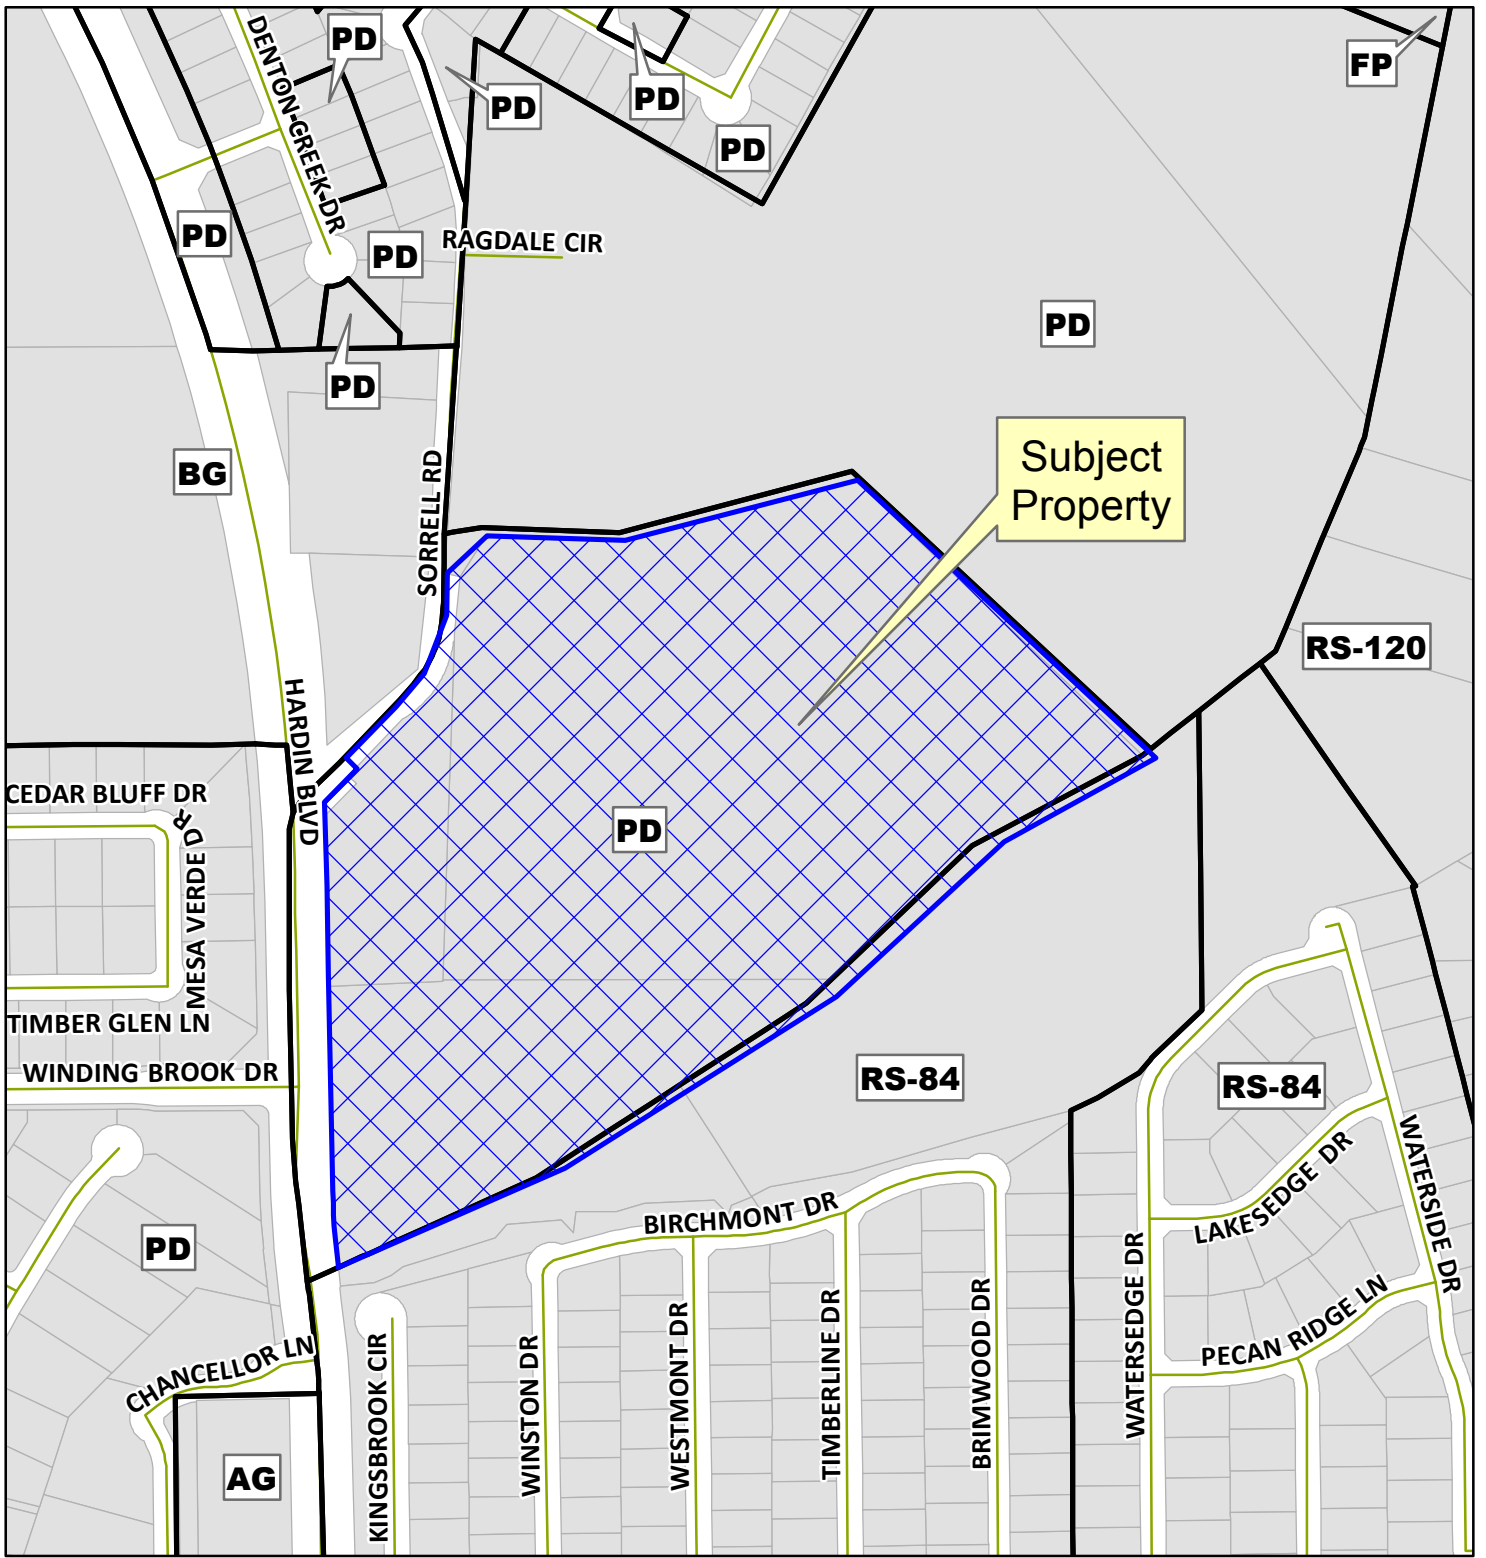 DENTON CREEK DR
PD
FP
PD
PD
PD
PD
PD
RAGDALE CIR
PD
PD
BG
SORRELL RD
Subject
Property
RS-120
HARDIN BLVD
CEDAR BLUFF DR
MESA VERDE DR
PD
TIMBER GLEN LN
WINDING BROOK DR
RS-84
RS-84
WATERSIDE DR
LAKESEDGE DR
BIRCHMONT DR
PD
WATERSEDGE DR
PECAN RIDGE LN
CHANCELLOR LN
KINGSBROOK CIR
WINSTON DR
WESTMONT DR
TIMBERLINE DR
BRIMWOOD DR
AG